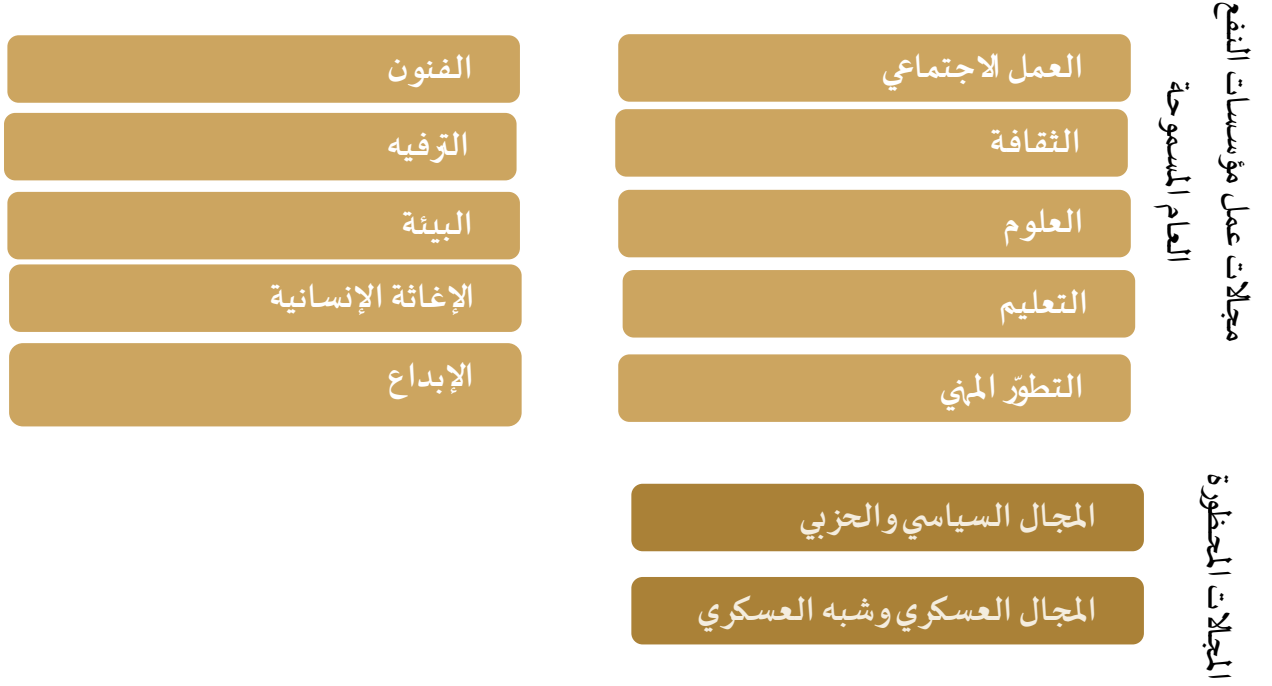 مجالات عمل مؤسسات النفع
العام المسموحة
العمل الاجتماعي
الثقافة
العلوم
التعليم
التطوّر المهني
الفنون
الترفيه
البيئة
الإغاثة الإنسانية
الإبداع
المجالات المحظورة
المجال السياسي والحزبي
المجال العسكري وشبه العسكري